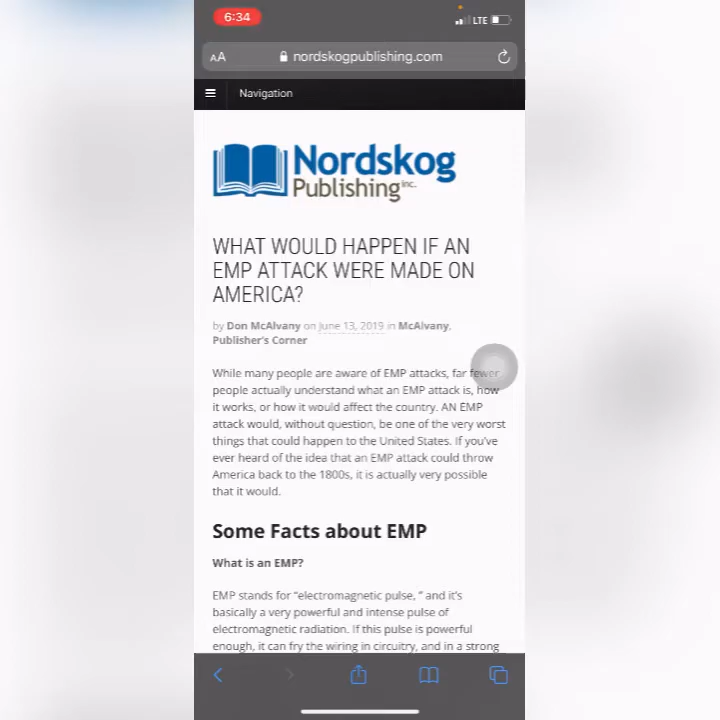 6:34
LTE
AA
nordskogpublishing.com
Navigation
Nordskog
Publishing inc.
WHAT WOULD HAPPEN IF AN
EMP ATTACK WERE MADE ON
AMERICA?
by Don McAlvany on June 13, 2019 in McAlvany,
Publisher's Corner
While many people are aware of EMP attacks, far fewer
people actually understand what an EMP attack is, how
it works, or how it would affect the country. AN EMP
attack would, without question, be one of the very worst
things that could happen to the United States. If you've
ever heard of the idea that an EMP attack could throw
America back to the 1800s, it is actually very possible
that it would.
Some Facts about EMP
What is an EMP?
EMP stands for “electromagnetic pulse, ” and it's
basically a very powerful and intense pulse of
electromagnetic radiation. If this pulse is powerful
enough, it can fry the wiring in circuitry, and in a strong